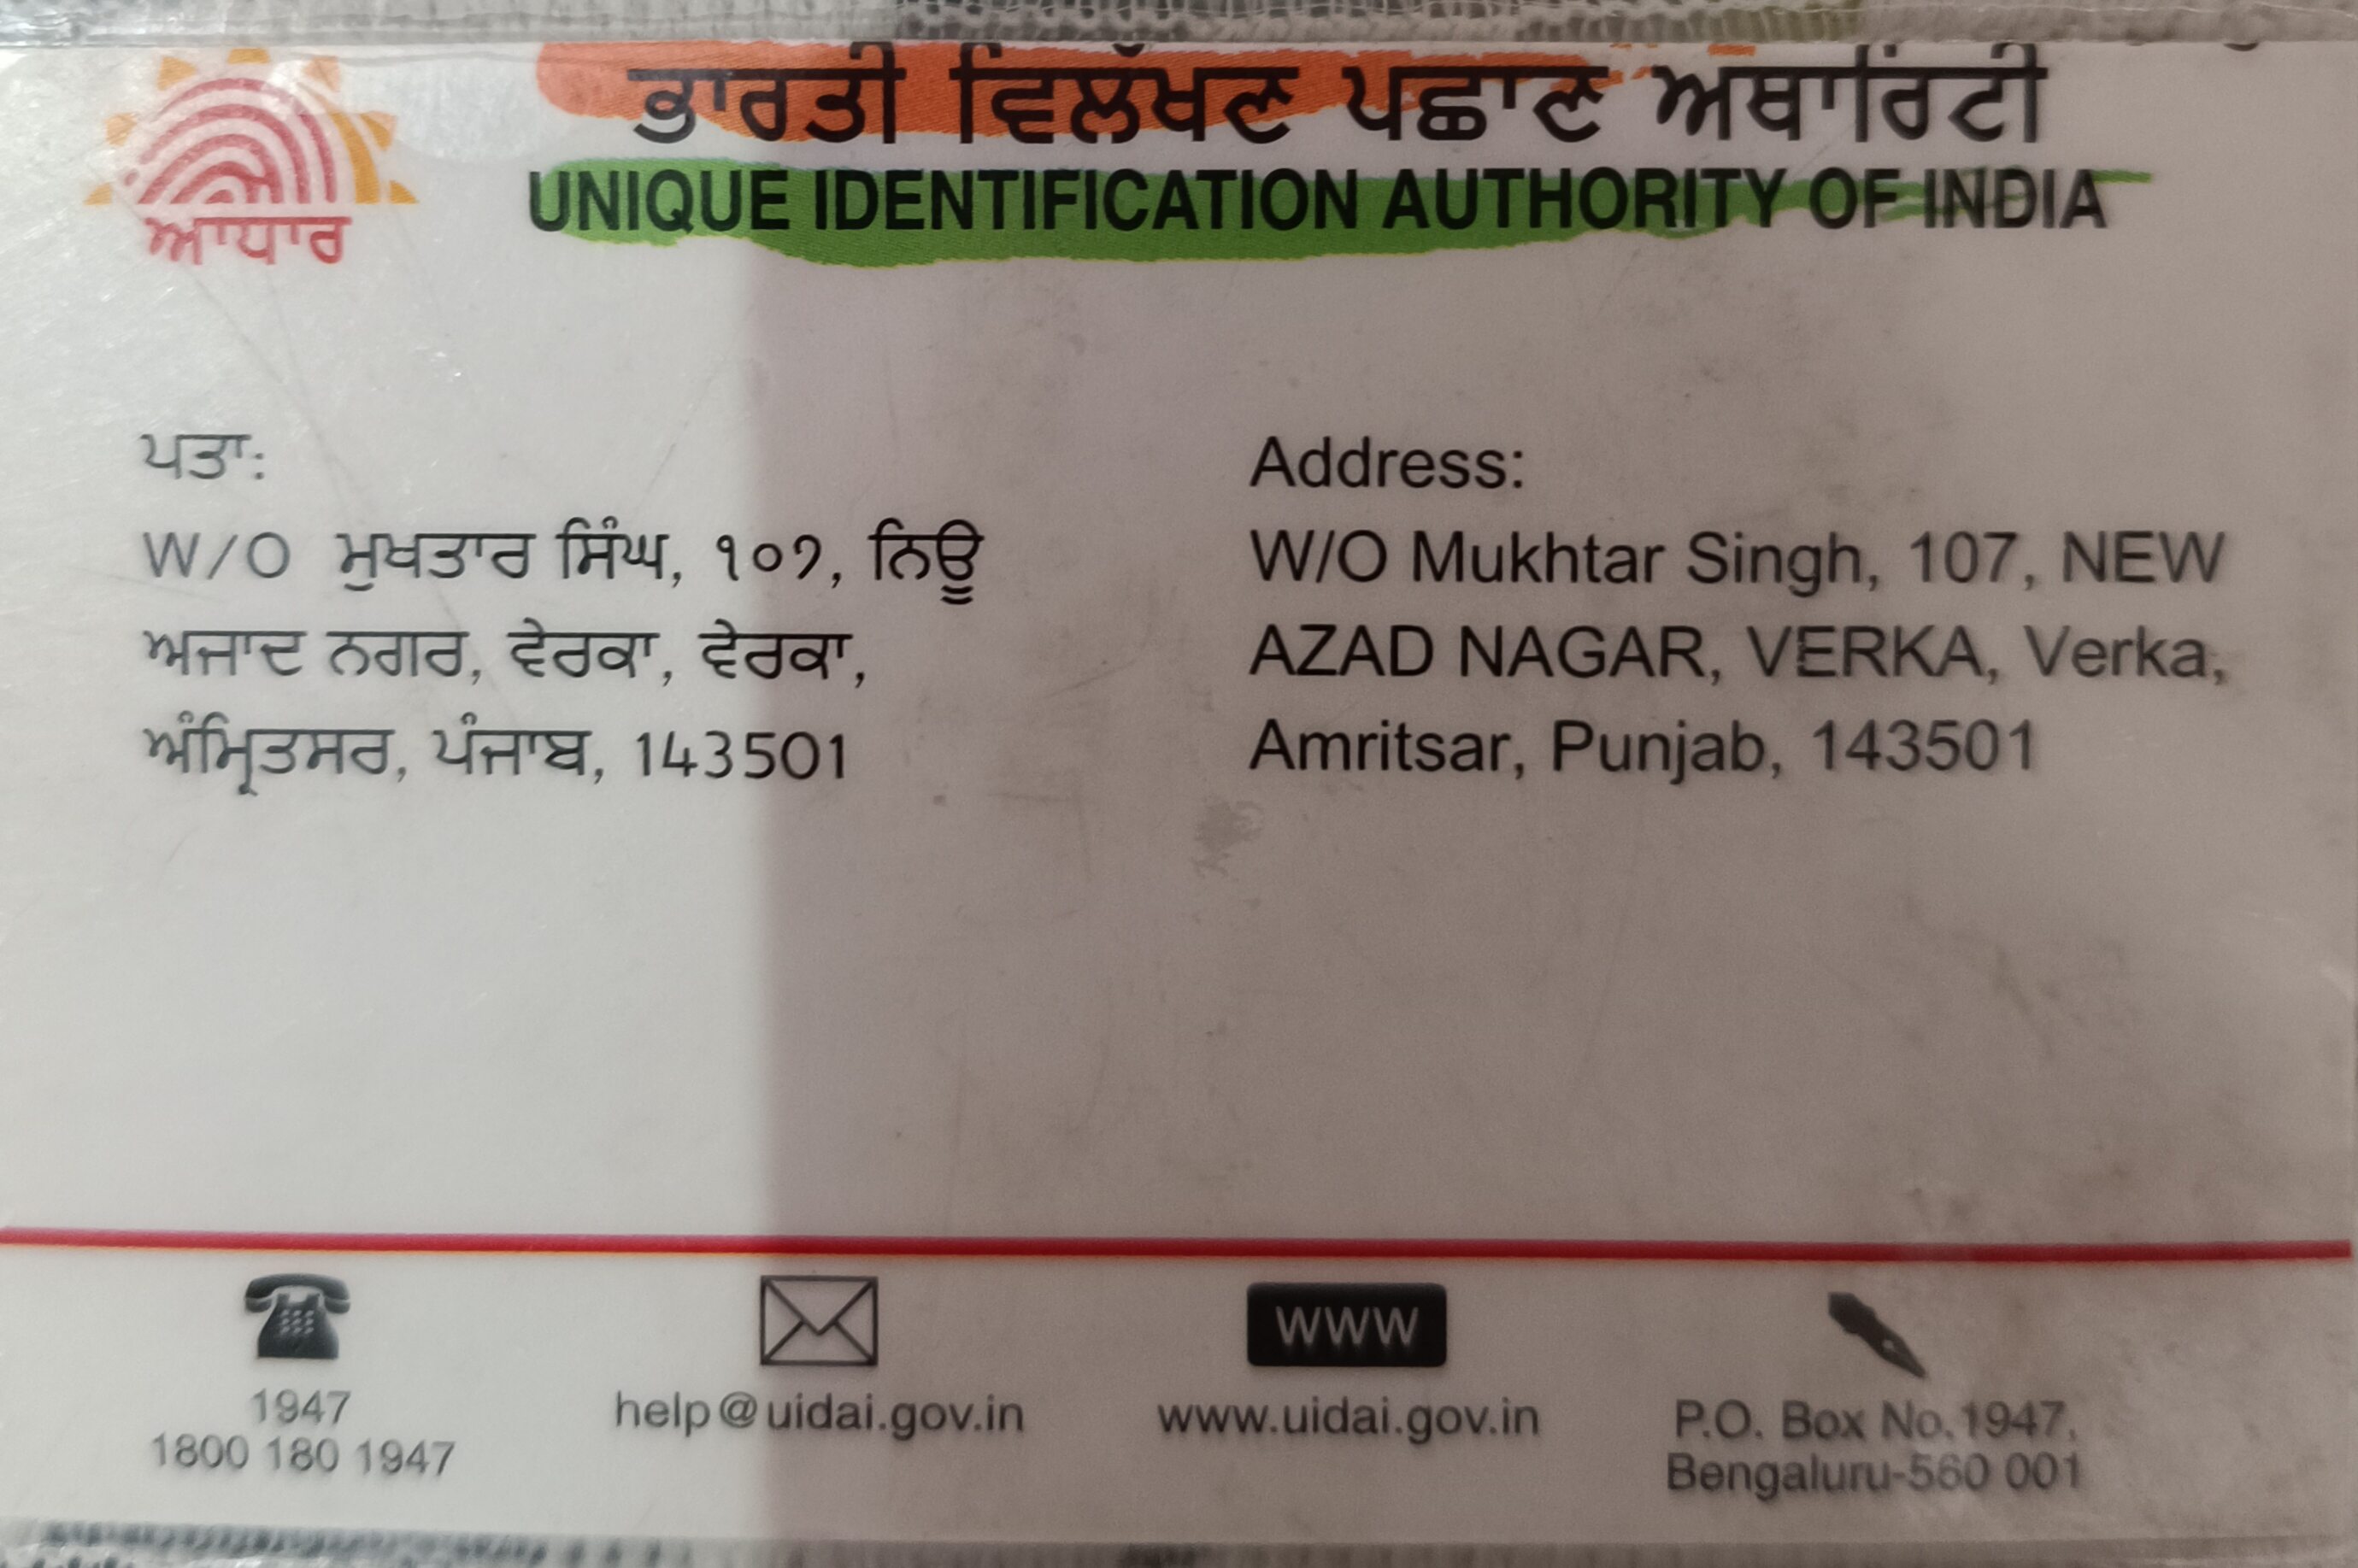 ਭਾਰਤੀ ਵਿਲੱਖਣ ਪਛਾਣ ਅਥਾਰਿਟੀ
UNIQUE IDENTIFICATION AUTHORITY OF INDIA
ਆਧਾਰ
ਪਤਾ:
W/O ਮੁਖਤਾਰ ਸਿੰਘ, ੧੦੭, ਨਿਊ
ਅਜਾਦ ਨਗਰ, ਵੇਰਕਾ, ਵੇਰਕਾ,
ਅੰਮ੍ਰਿਤਸਰ, ਪੰਜਾਬ, 143501
Address:
W/O Mukhtar Singh, 107, NEW
AZAD NAGAR, VERKA, Verka,
Amritsar, Punjab, 143501
1947
1800 180 1947
help@uidai.gov.in
WWW
www.uidai.gov.in
P.O. Box No.1947,
Bengaluru-560 001